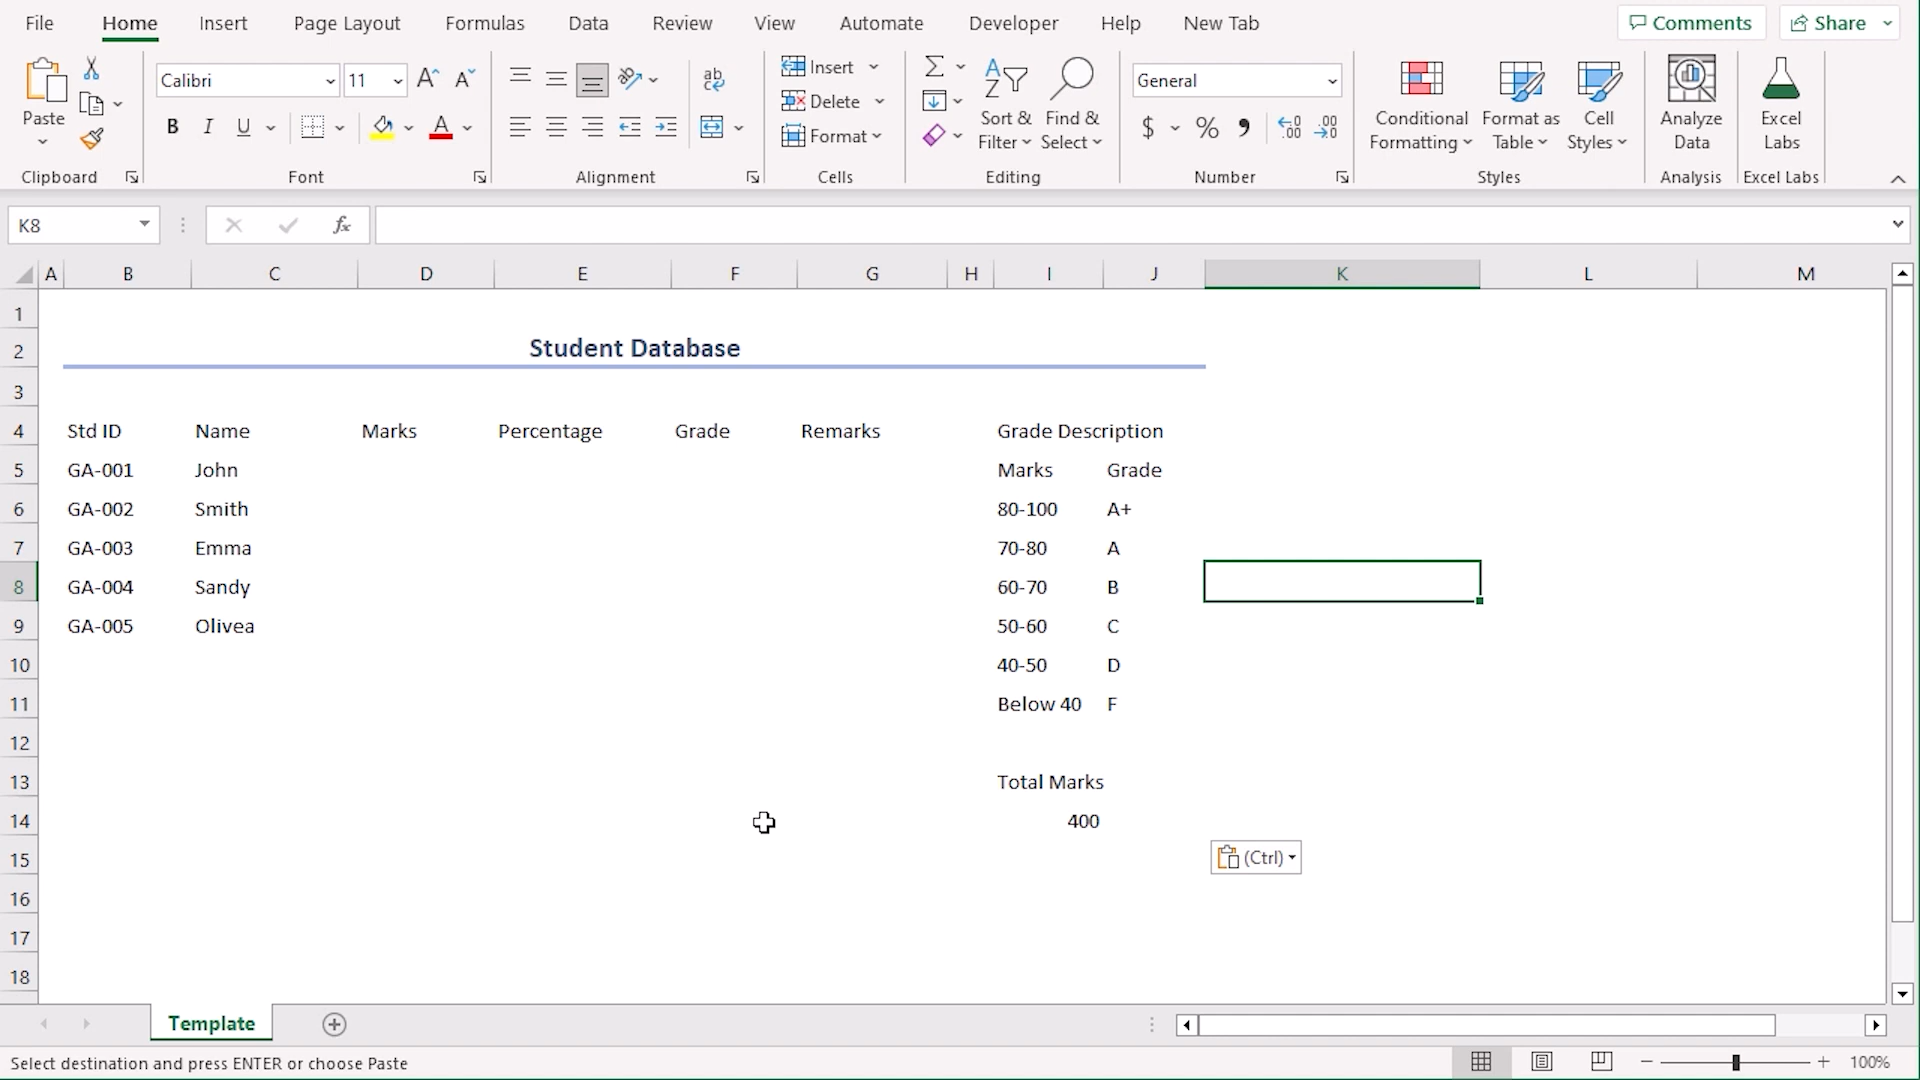 File Home Insert Page Layout Formulas Data Review View Automate Developer Help New Tab Comments Share
Paste
Clipboard
Calibri 11
B I U A
Font
ab
Alignment
Insert
Delete
Format
Cells
Sort & Filter
Find & Select
Editing
General
$ % ,
Number
Conditional Formatting
Format as Table
Cell Styles
Styles
Analyze Data
Analysis
Excel Labs
Excel Labs
K8 fx
A B C D E F G H I J K L M
1
2 Student Database
3
4 Std ID Name Marks Percentage Grade Remarks Grade Description
5 GA-001 John Marks Grade
6 GA-002 Smith 80-100 A+
7 GA-003 Emma 70-80 A
8 GA-004 Sandy 60-70 B
9 GA-005 Olivea 50-60 C
10 40-50 D
11 Below 40 F
12
13 Total Marks
14 400
15 (Ctrl)
16
17
18
Template
Select destination and press ENTER or choose Paste 100%